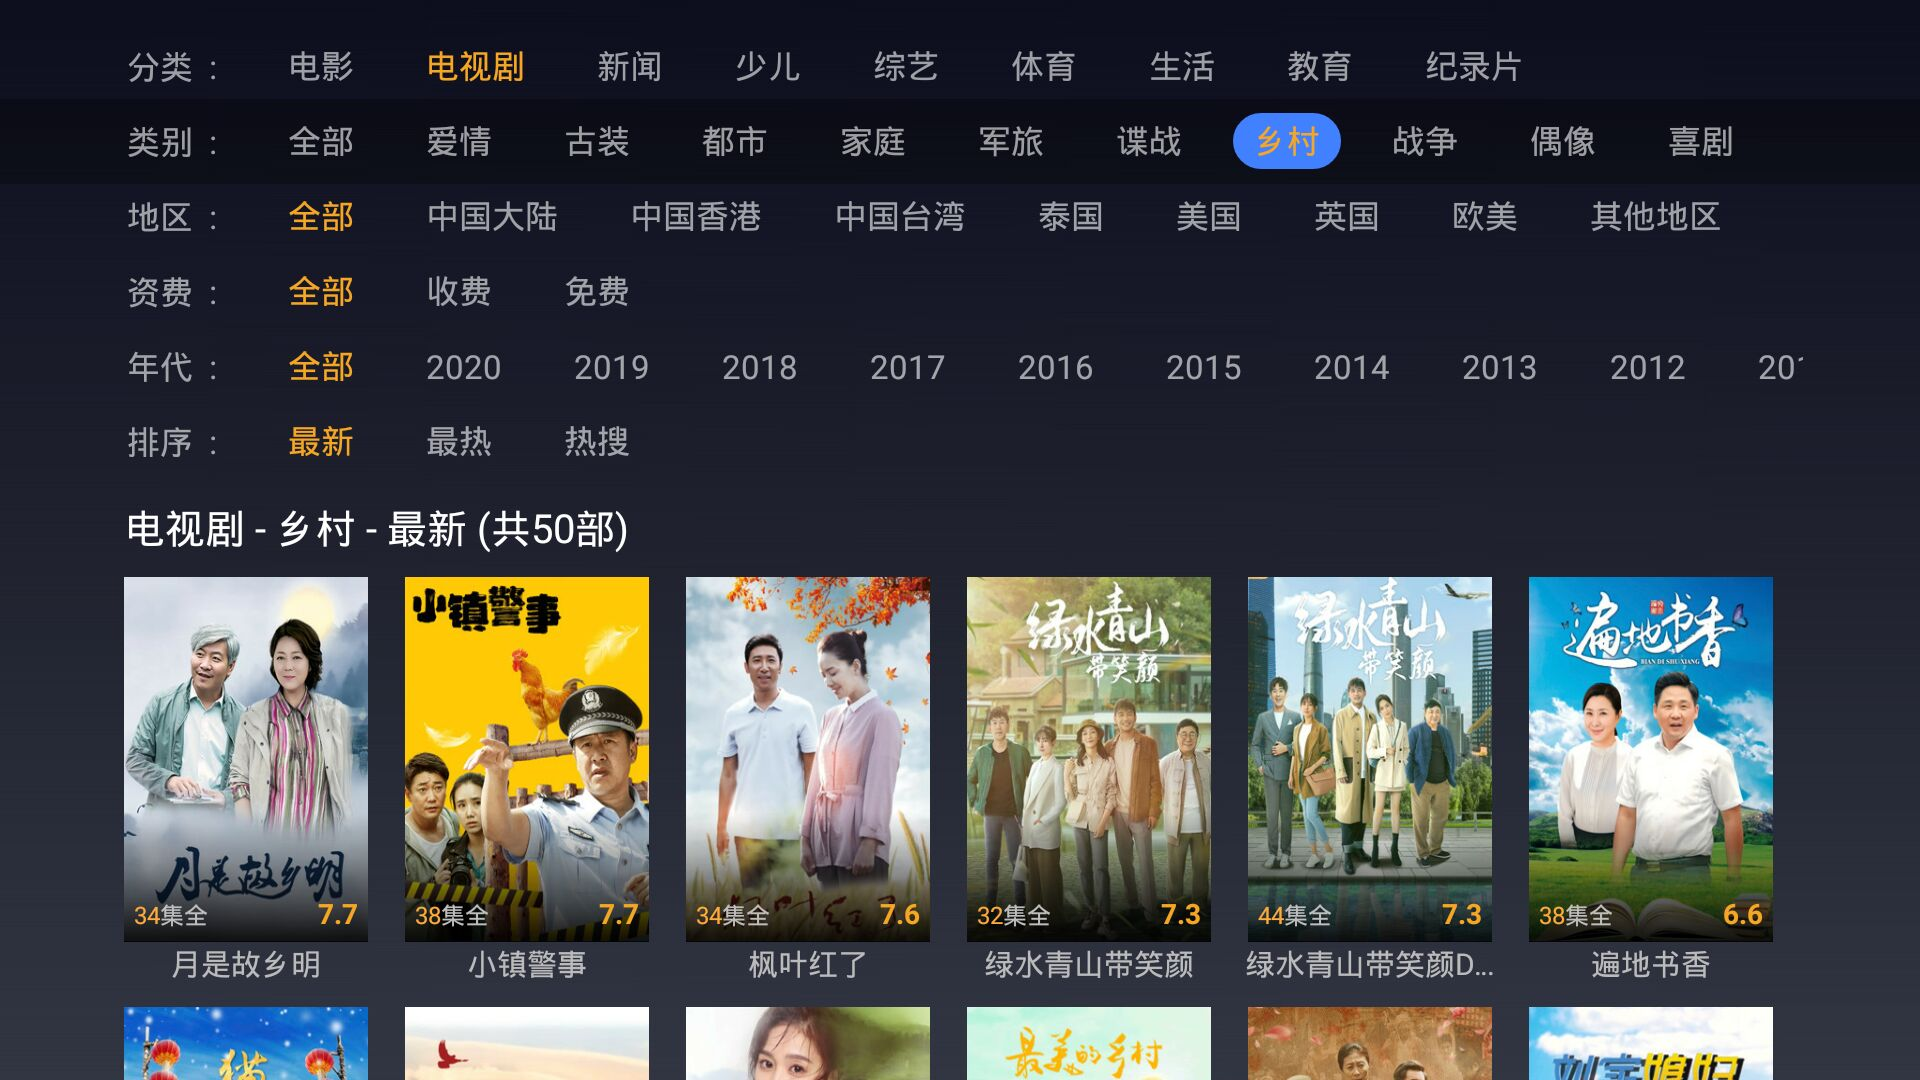 分类 : 电影 电视剧 新闻 少儿 综艺 体育 生活 教育 纪录片
类别 : 全部 爱情 古装 都市 家庭 军旅 谍战 乡村 战争 偶像 喜剧
地区 : 全部 中国大陆 中国香港 中国台湾 泰国 美国 英国 欧美 其他地区
资费 : 全部 收费 免费
年代 : 全部 2020 2019 2018 2017 2016 2015 2014 2013 2012
排序 : 最新 最热 热搜
电视剧 - 乡村 - 最新 (共50部)
月是故乡明
34集全 7.7
月是故乡明
小镇警事
38集全 7.7
小镇警事
34集全 7.6
枫叶红了
绿水青山
带笑颜
32集全 7.3
绿水青山带笑颜
绿水青山
带笑颜
44集全 7.3
绿水青山带笑颜D...
遍地书香
BIAN DI SHU XIANG
38集全 6.6
遍地书香
最美的乡村